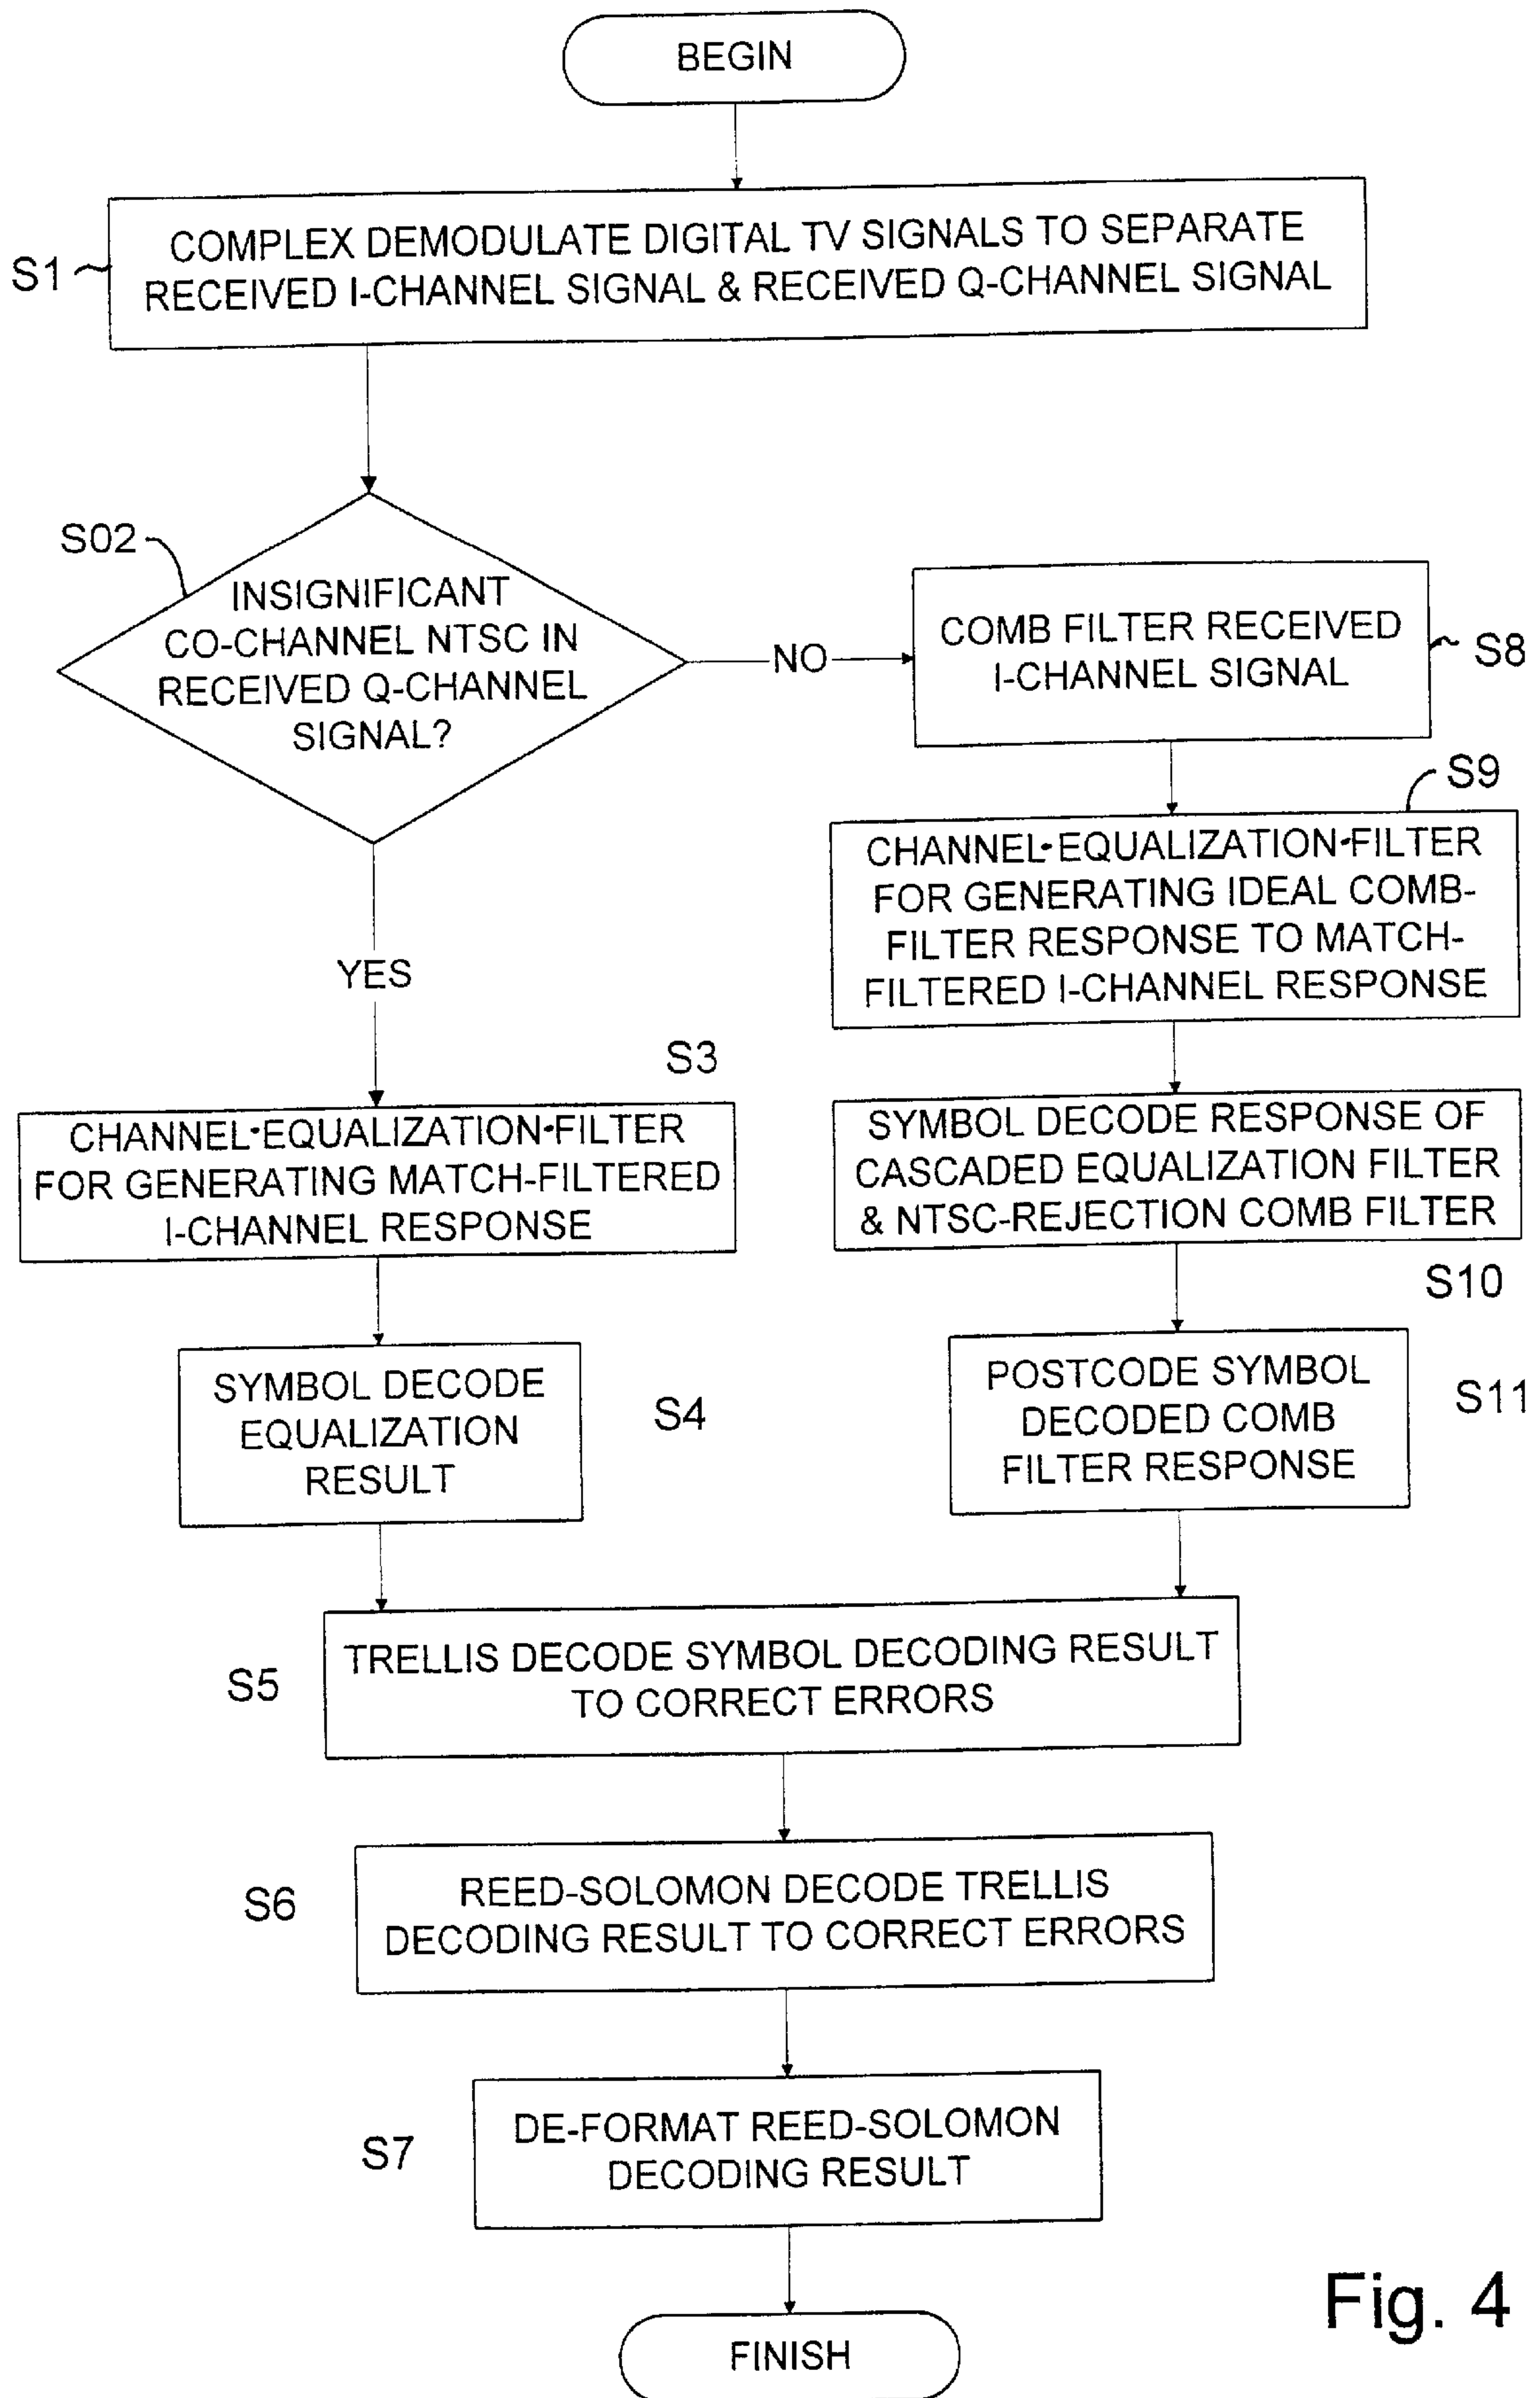 BEGIN
S1
COMPLEX DEMODULATE DIGITAL TV SIGNALS TO SEPARATE
RECEIVED I-CHANNEL SIGNAL & RECEIVED Q-CHANNEL SIGNAL
S02
INSIGNIFICANT
CO-CHANNEL NTSC IN
RECEIVED Q-CHANNEL
SIGNAL?
NO
COMB FILTER RECEIVED
I-CHANNEL SIGNAL
S8
S9
CHANNEL-EQUALIZATION-FILTER
FOR GENERATING IDEAL COMB-
FILTER RESPONSE TO MATCH-
FILTERED I-CHANNEL RESPONSE
YES
S3
CHANNEL-EQUALIZATION-FILTER
FOR GENERATING MATCH-FILTERED
I-CHANNEL RESPONSE
SYMBOL DECODE RESPONSE OF
CASCADED EQUALIZATION FILTER
& NTSC-REJECTION COMB FILTER
S10
SYMBOL DECODE
EQUALIZATION
RESULT
S4
POSTCODE SYMBOL
DECODED COMB
FILTER RESPONSE
S11
S5
TRELLIS DECODE SYMBOL DECODING RESULT
TO CORRECT ERRORS
S6
REED-SOLOMON DECODE TRELLIS
DECODING RESULT TO CORRECT ERRORS
S7
DE-FORMAT REED-SOLOMON
DECODING RESULT
FINISH
Fig. 4